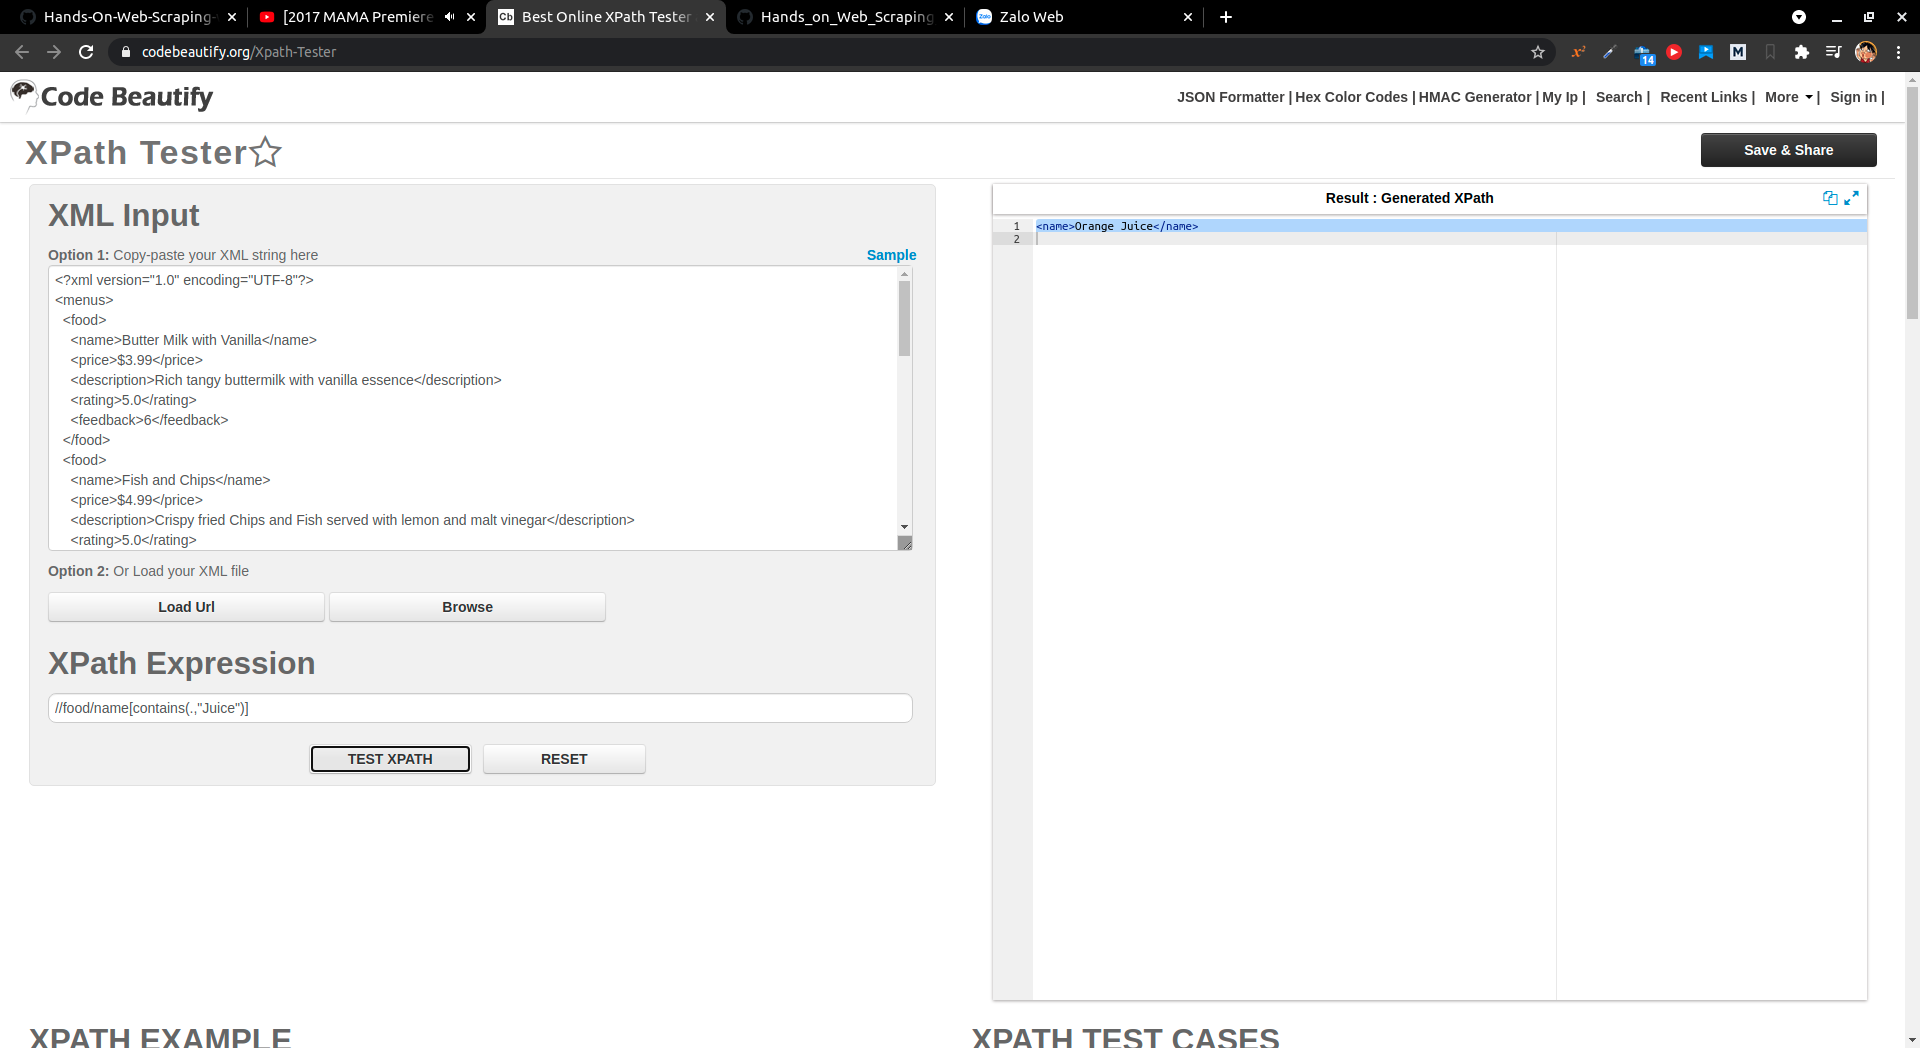 Hands-On-Web-Scraping-
[2017 MAMA Premiere
Best Online XPath Tester
Hands_on_Web_Scraping
Zalo Web
codebeautify.org/Xpath-Tester
14
Code Beautify
JSON Formatter | Hex Color Codes | HMAC Generator | My Ip | Search | Recent Links | More | Sign in |
XPath Tester
Save & Share
XML Input
Option 1: Copy-paste your XML string here
Sample
<?xml version="1.0" encoding="UTF-8"?>
<menus>
<food>
<name>Butter Milk with Vanilla</name>
<price>$3.99</price>
<description>Rich tangy buttermilk with vanilla essence</description>
<rating>5.0</rating>
<feedback>6</feedback>
</food>
<food>
<name>Fish and Chips</name>
<price>$4.99</price>
<description>Crispy fried Chips and Fish served with lemon and malt vinegar</description>
<rating>5.0</rating>
Option 2: Or Load your XML file
Load Url
Browse
XPath Expression
//food/name[contains(.,"Juice")]
TEST XPATH
RESET
Result : Generated XPath
1 <name>Orange Juice</name>
2
XPATH EXAMPLE
XPATH TEST CASES